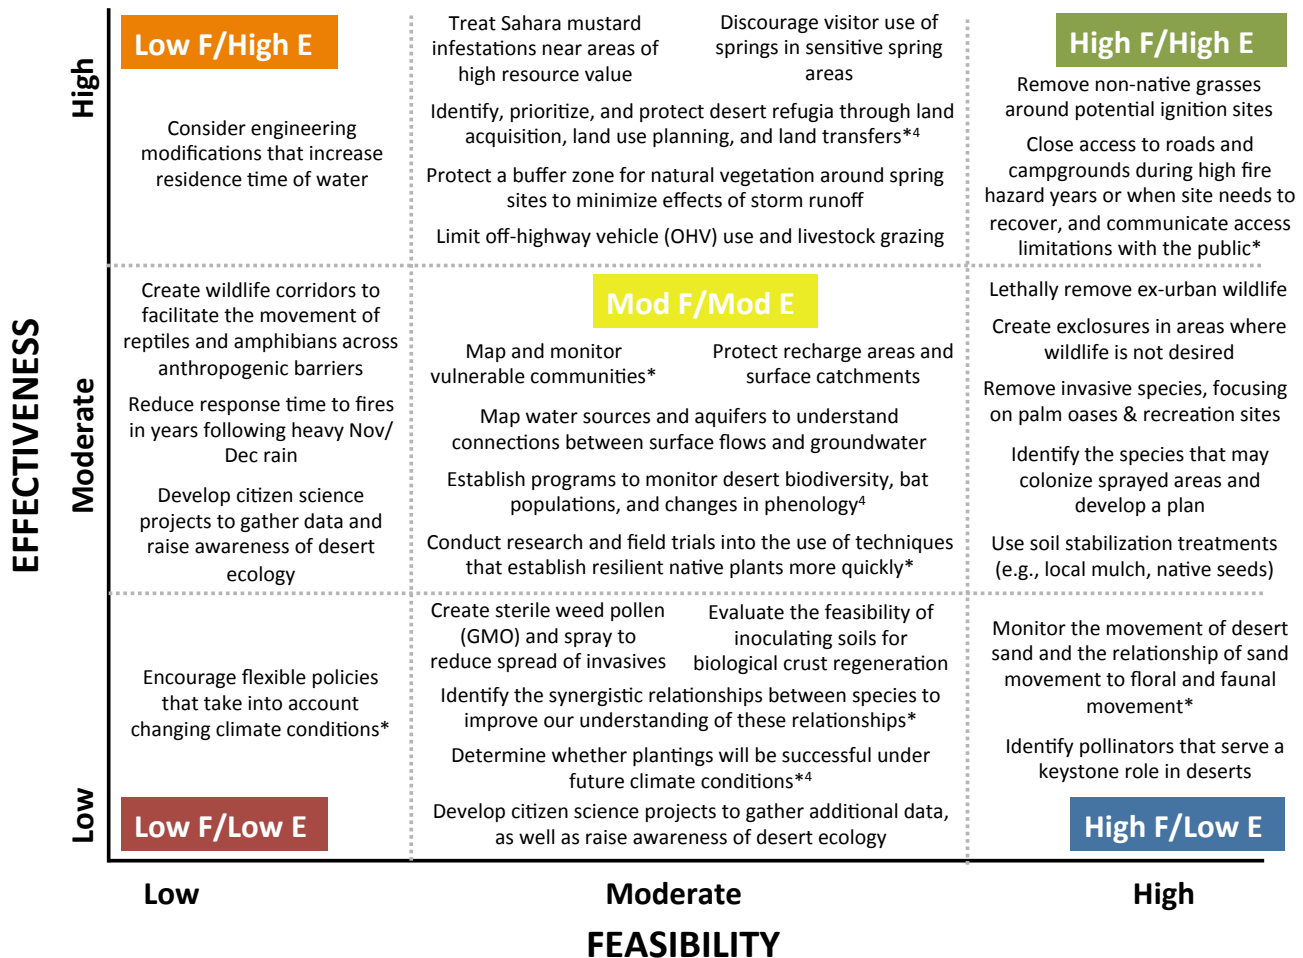 EFFECTIVENESS
High
Low F/High E
Consider engineering
modifications that increase
residence time of water
Treat Sahara mustard
infestations near areas of
high resource value
Discourage visitor use of
springs in sensitive spring
areas
Identify, prioritize, and protect desert refugia through land
acquisition, land use planning, and land transfers*⁴
Protect a buffer zone for natural vegetation around spring
sites to minimize effects of storm runoff
Limit off-highway vehicle (OHV) use and livestock grazing
High F/High E
Remove non-native grasses
around potential ignition sites
Close access to roads and
campgrounds during high fire
hazard years or when site needs to
recover, and communicate access
limitations with the public*
Moderate
Create wildlife corridors to
facilitate the movement of
reptiles and amphibians across
anthropogenic barriers
Reduce response time to fires
in years following heavy Nov/
Dec rain
Develop citizen science
projects to gather data and
raise awareness of desert
ecology
Mod F/Mod E
Map and monitor
vulnerable communities*
Protect recharge areas and
surface catchments
Map water sources and aquifers to understand
connections between surface flows and groundwater
Establish programs to monitor desert biodiversity, bat
populations, and changes in phenology⁴
Conduct research and field trials into the use of techniques
that establish resilient native plants more quickly*
Lethally remove ex-urban wildlife
Create exclosures in areas where
wildlife is not desired
Remove invasive species, focusing
on palm oases & recreation sites
Identify the species that may
colonize sprayed areas and
develop a plan
Use soil stabilization treatments
(e.g., local mulch, native seeds)
Low
Encourage flexible policies
that take into account
changing climate conditions*
Low F/Low E
Create sterile weed pollen
(GMO) and spray to
reduce spread of invasives
Evaluate the feasibility of
inoculating soils for
biological crust regeneration
Identify the synergistic relationships between species to
improve our understanding of these relationships*
Determine whether plantings will be successful under
future climate conditions*⁴
Develop citizen science projects to gather additional data,
as well as raise awareness of desert ecology
Monitor the movement of desert
sand and the relationship of sand
movement to floral and faunal
movement*
Identify pollinators that serve a
keystone role in deserts
High F/Low E
Low
Moderate
High
FEASIBILITY